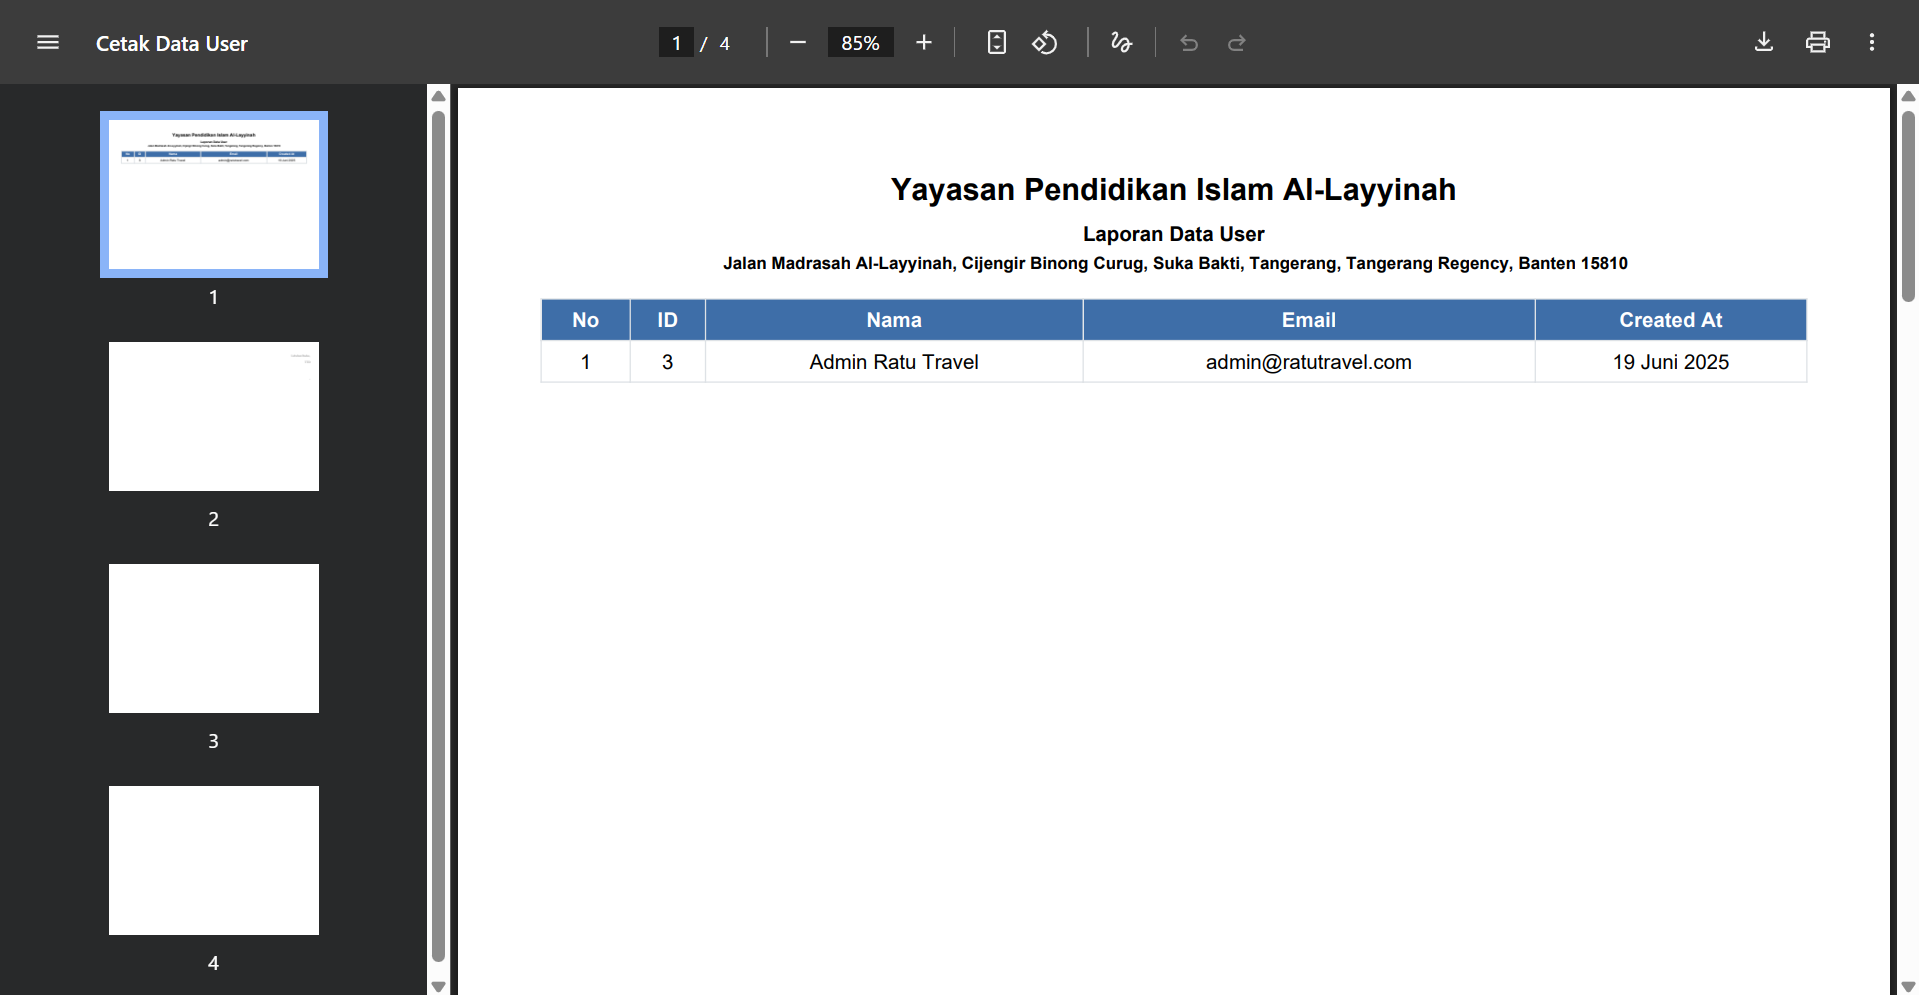 Cetak Data User
1 / 4
85%
1
2
3
4
Yayasan Pendidikan Islam Al-Layyinah
Laporan Data User
Jalan Madrasah Al-Layyinah, Cijengir Binong Curug, Suka Bakti, Tangerang, Tangerang Regency, Banten 15810
No ID Nama Email Created At
1 3 Admin Ratu Travel admin@ratutravel.com 19 Juni 2025